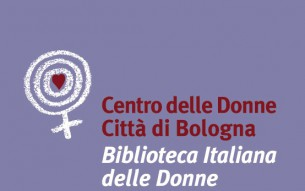 Centro delle Donne
Città di Bologna
Biblioteca Italiana
delle Donne